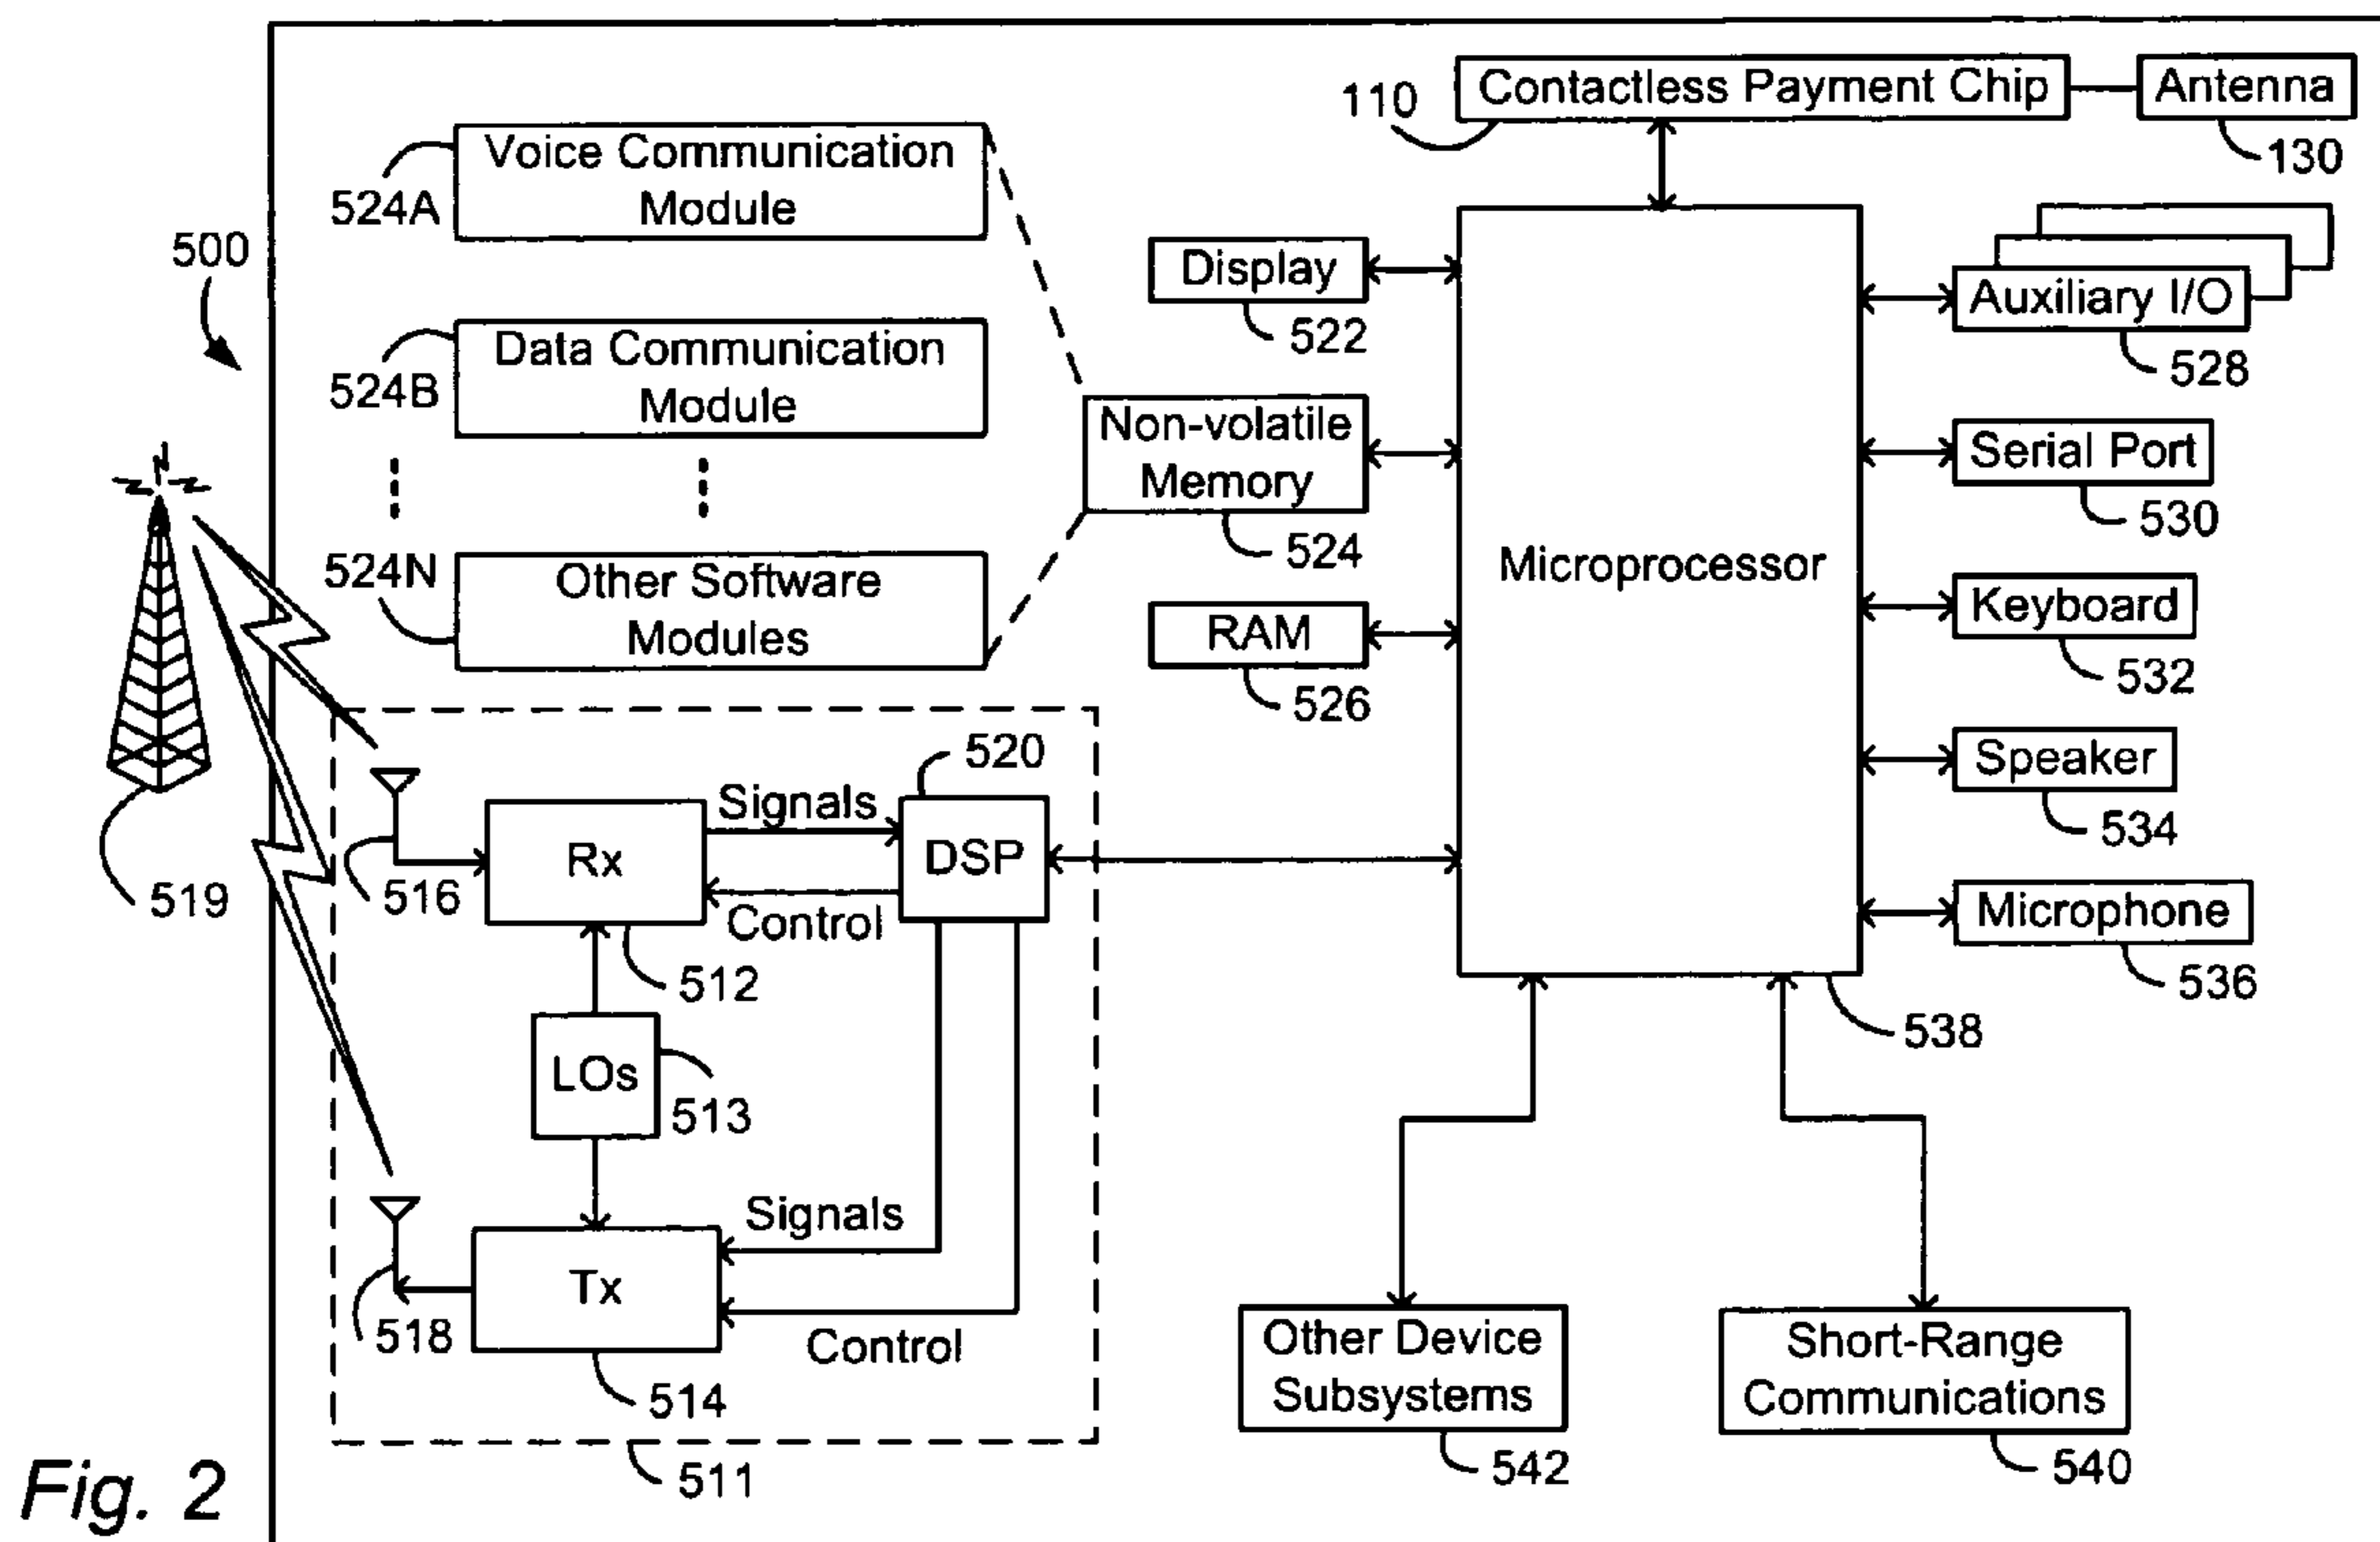 110
Contactless Payment Chip
Antenna
130
Voice Communication
Module
524A
500
Display
522
Auxiliary I/O
528
Data Communication
Module
524B
Non-volatile
Memory
524
Serial Port
530
Microprocessor
524N
Other Software
Modules
RAM
526
Keyboard
532
520
Speaker
534
Signals
Rx
DSP
519
516
Control
Microphone
536
512
538
LOs
513
Signals
Tx
518
Control
514
Other Device
Subsystems
542
Short-Range
Communications
540
511
Fig. 2